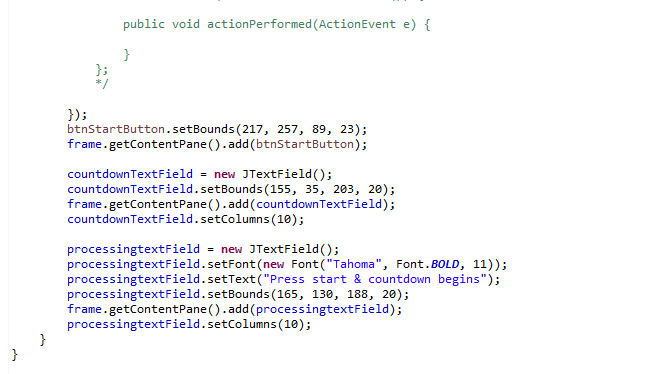 public void actionPerformed(ActionEvent e) {
}
};
*/
});
btnStartButton.setBounds(217, 257, 89, 23);
frame.getContentPane().add(btnStartButton);
countdownTextField = new JTextField();
countdownTextField.setBounds(155, 35, 203, 20);
frame.getContentPane().add(countdownTextField);
countdownTextField.setColumns(10);
processingtextField = new JTextField();
processingtextField.setFont(new Font("Tahoma", Font.BOLD, 11));
processingtextField.setText("Press start & countdown begins");
processingtextField.setBounds(165, 130, 188, 20);
frame.getContentPane().add(processingtextField);
processingtextField.setColumns(10);
}
}